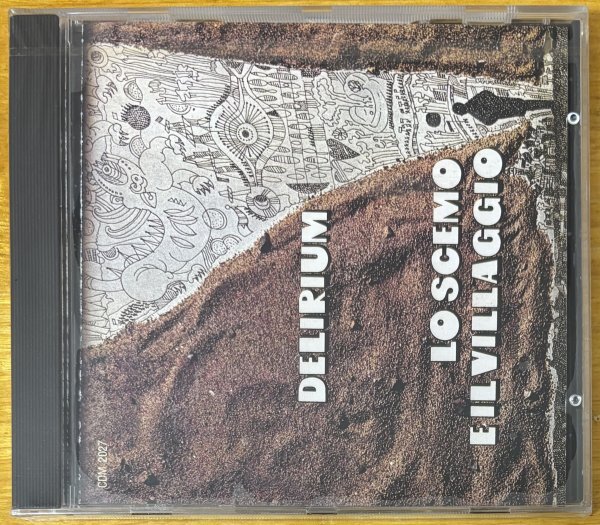 DELIRIUM
LO SCEMO
E IL VILLAGGIO
CDM 2027